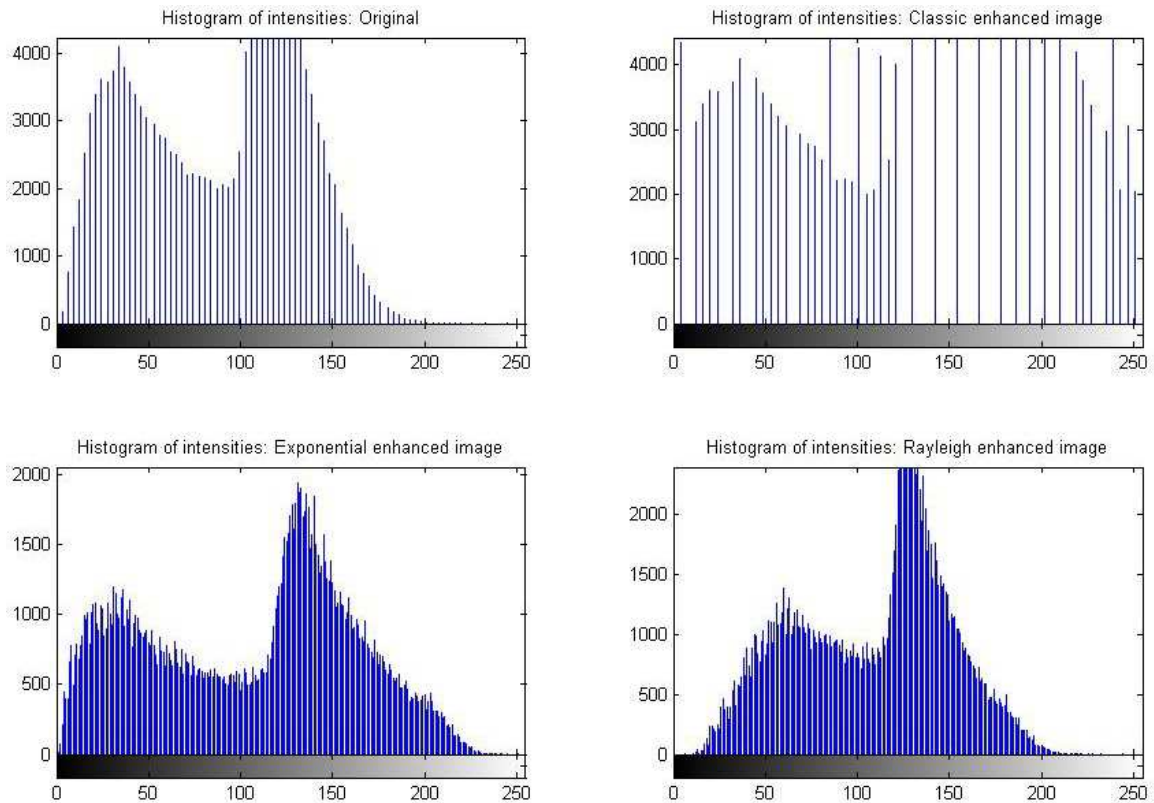 Histogram of intensities: Original
4000
3000
2000
1000
0
0 50 100 150 200 250
Histogram of intensities: Classic enhanced image
4000
3000
2000
1000
0
0 50 100 150 200 250
Histogram of intensities: Exponential enhanced image
2000
1500
1000
500
0
0 50 100 150 200 250
Histogram of intensities: Rayleigh enhanced image
2000
1500
1000
500
0
0 50 100 150 200 250